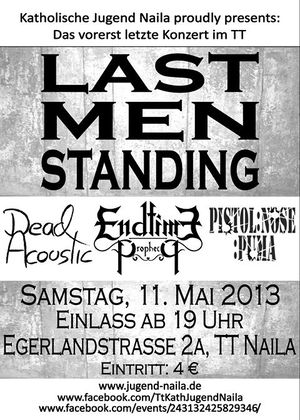 Katholische Jugend Naila proudly presents:
Das vorerst letzte Konzert im TT
LAST
MEN
STANDING
Dead Acoustic
Endtime Prophecy
PISTOL:NOSE :PUMA
SAMSTAG, 11. MAI 2013
EINLASS AB 19 UHR
EGERLANDSTRASSE 2A, TT NAILA
EINTRITT: 4 €
www.jugend-naila.de
www.facebook.com/TtKathJugendNaila
www.facebook.com/events/243132425829346/